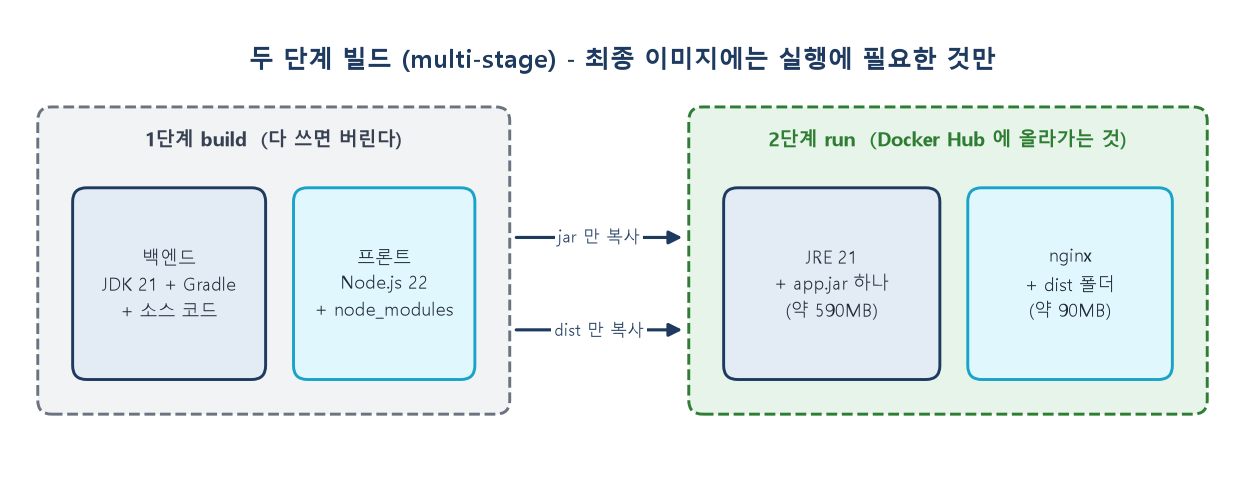 두 단계 빌드 (multi-stage) - 최종 이미지에는 실행에 필요한 것만
1단계 build (다 쓰면 버린다)
백엔드
JDK 21 + Gradle
+ 소스 코드
프론트
Node.js 22
+ node_modules
jar 만 복사
dist 만 복사
2단계 run (Docker Hub 에 올라가는 것)
JRE 21
+ app.jar 하나
(약 590MB)
nginx
+ dist 폴더
(약 90MB)